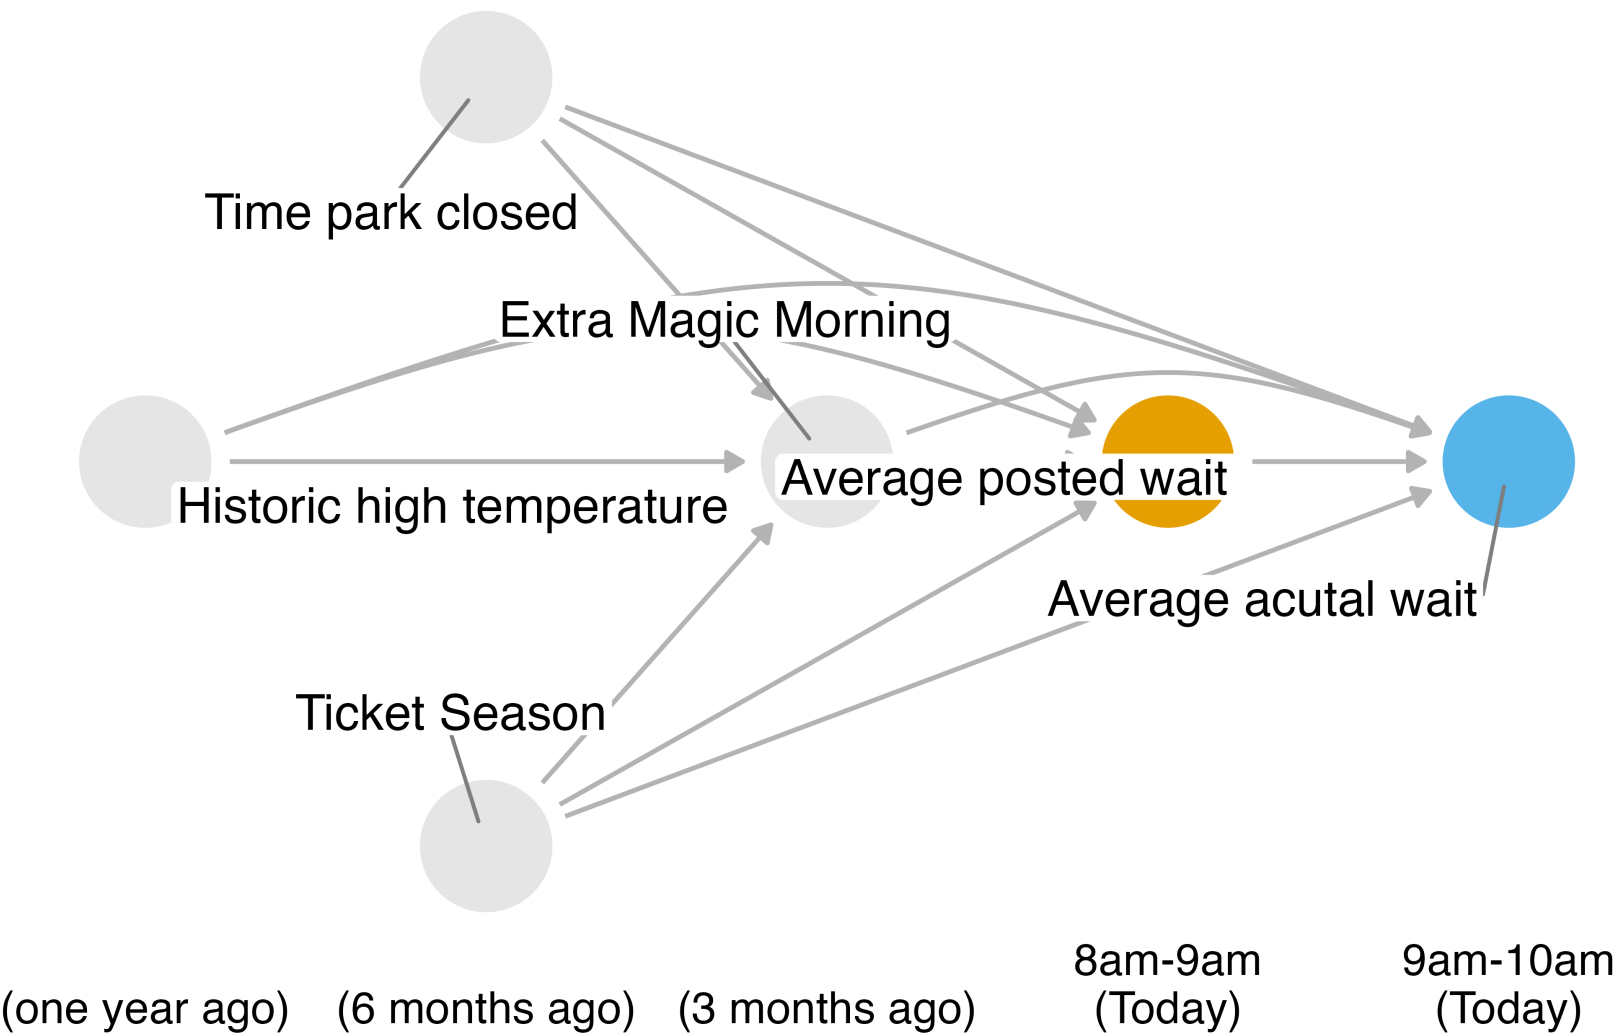 Time park closed
Extra Magic Morning
Average posted wait
Historic high temperature
Average acutal wait
Ticket Season
8am-9am
(Today)
9am-10am
(Today)
(one year ago)
(6 months ago)
(3 months ago)